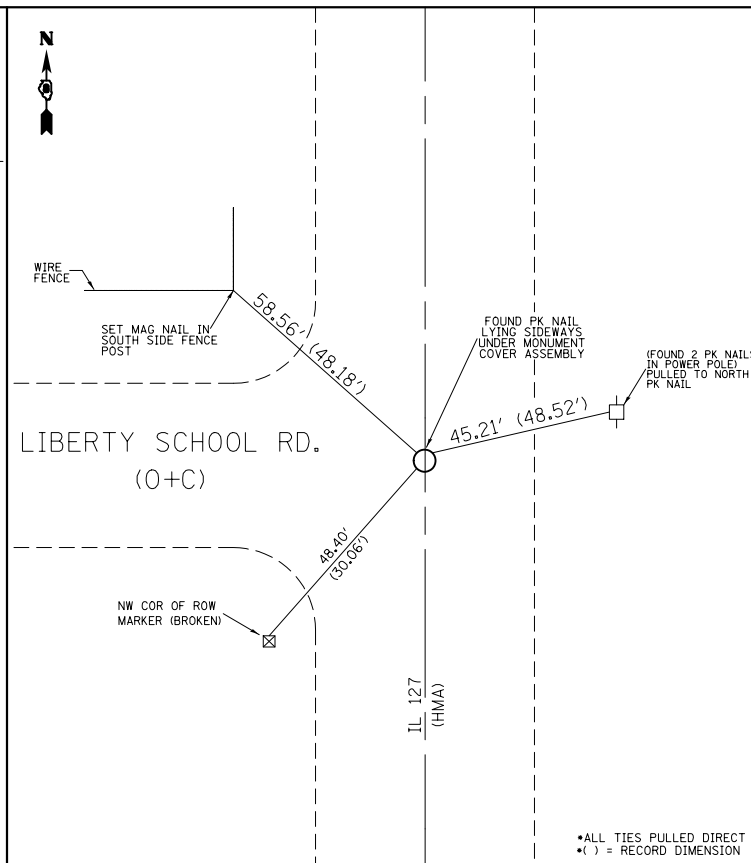 N
WIRE
FENCE
SET MAG NAIL IN
SOUTH SIDE FENCE
POST
58.56' (48.18')
FOUND PK NAIL
LYING SIDEWAYS
UNDER MONUMENT
COVER ASSEMBLY
(FOUND 2 PK NAILS
IN POWER POLE)
PULLED TO NORTH
PK NAIL
45.21' (48.52')
LIBERTY SCHOOL RD.
(O+C)
48.40'
(30.06')
NW COR OF ROW
MARKER (BROKEN)
IL 127
(HMA)
*ALL TIES PULLED DIRECT
*( ) = RECORD DIMENSION